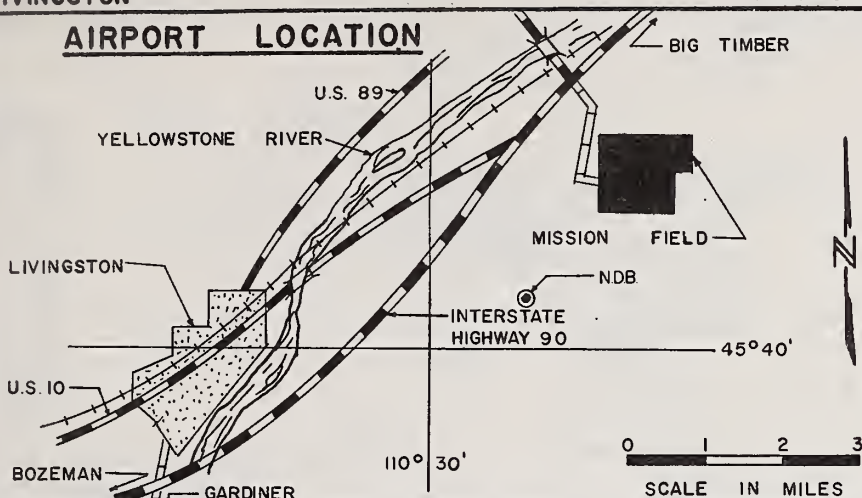 AIRPORT LOCATION
BIG TIMBER
U.S. 89
YELLOWSTONE RIVER
MISSION FIELD
N
LIVINGSTON
N.D.B.
INTERSTATE
HIGHWAY 90
45° 40'
U.S. 10
110° 30'
0 1 2 3
BOZEMAN
GARDINER
SCALE IN MILES